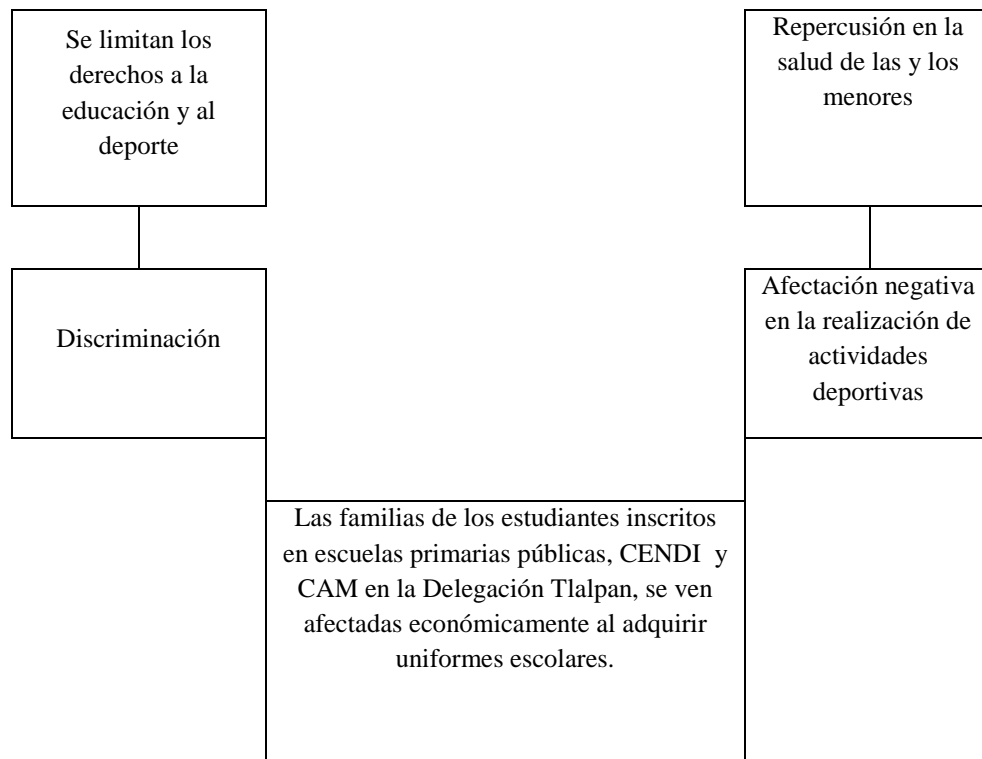 Se limitan los
derechos a la
educación y al
deporte
Repercusión en la
salud de las y los
menores
Discriminación
Afectación negativa
en la realización de
actividades
deportivas
Las familias de los estudiantes inscritos
en escuelas primarias públicas, CENDI y
CAM en la Delegación Tlalpan, se ven
afectadas económicamente al adquirir
uniformes escolares.